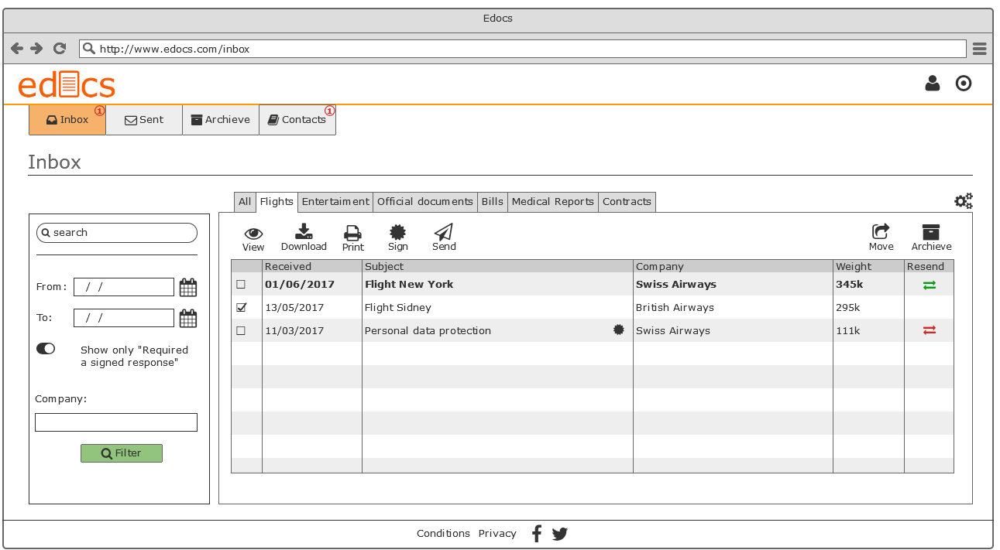 Edocs
http://www.edocs.com/inbox
edocs
Inbox 1 Sent Archieve Contacts 1
Inbox
All Flights Entertaiment Official documents Bills Medical Reports Contracts
search
View Download Print Sign Send Move Archieve
Received Subject Company Weight Resend
01/06/2017 Flight New York Swiss Airways 345k
13/05/2017 Flight Sidney British Airways 295k
11/03/2017 Personal data protection Swiss Airways 111k
From: / /
To: / /
Show only "Required
a signed response"
Company:
Filter
Conditions Privacy